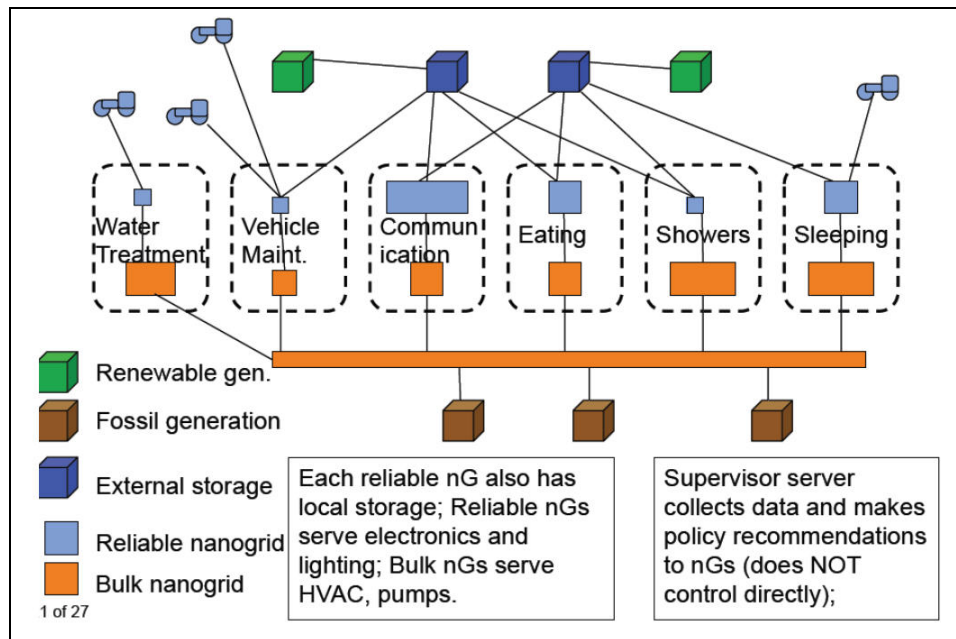 Water
Treatment
Vehicle
Maint.
Commun
ication
Eating
Showers
Sleeping
Renewable gen.
Fossil generation
External storage
Reliable nanogrid
Bulk nanogrid
1 of 27
Each reliable nG also has
local storage; Reliable nGs
serve electronics and
lighting; Bulk nGs serve
HVAC, pumps.
Supervisor server
collects data and makes
policy recommendations
to nGs (does NOT
control directly);